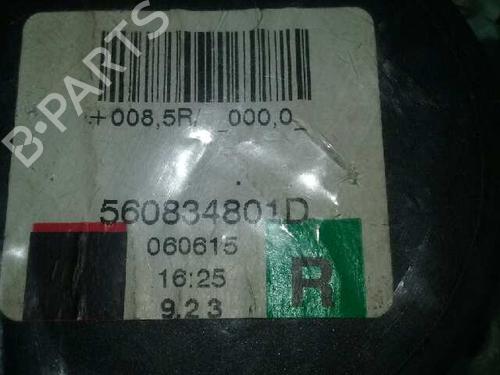 B-PARTS
+008,5R/ _000,0_
560834801D
060615
16:25
9.23
R